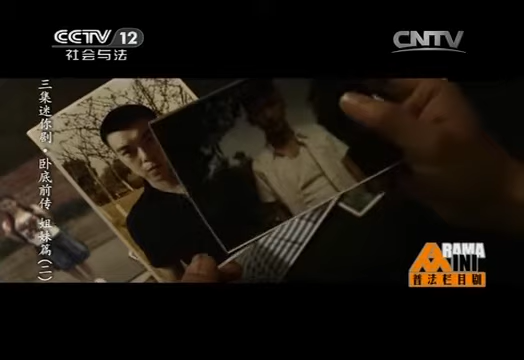 CCTV 12
社会与法
CNTV
三集迷你剧·卧底前传 姐妹篇(二)
DRAMA
MINI
普法栏目剧